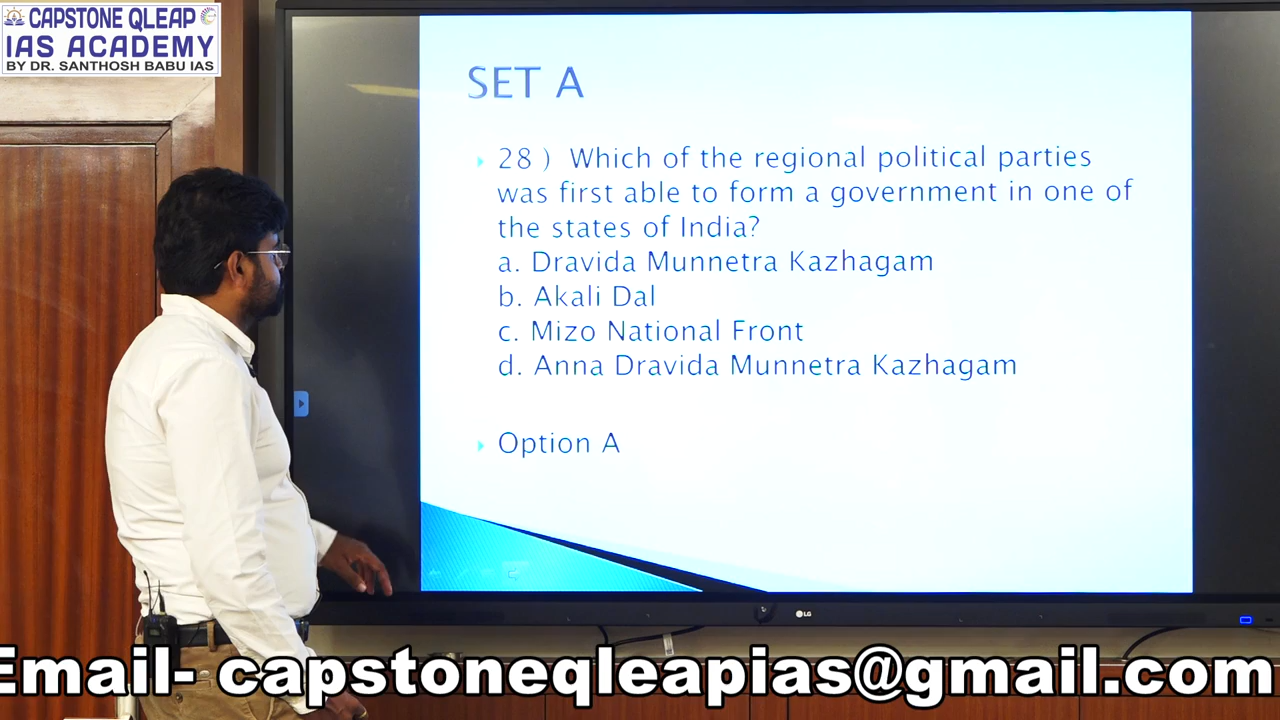 CAPSTONE QLEAP
IAS ACADEMY
BY DR. SANTHOSH BABU IAS
SET A
28 ) Which of the regional political parties
was first able to form a government in one of
the states of India?
a. Dravida Munnetra Kazhagam
b. Akali Dal
c. Mizo National Front
d. Anna Dravida Munnetra Kazhagam
Option A
LG
Email- capstoneqleapias@gmail.com